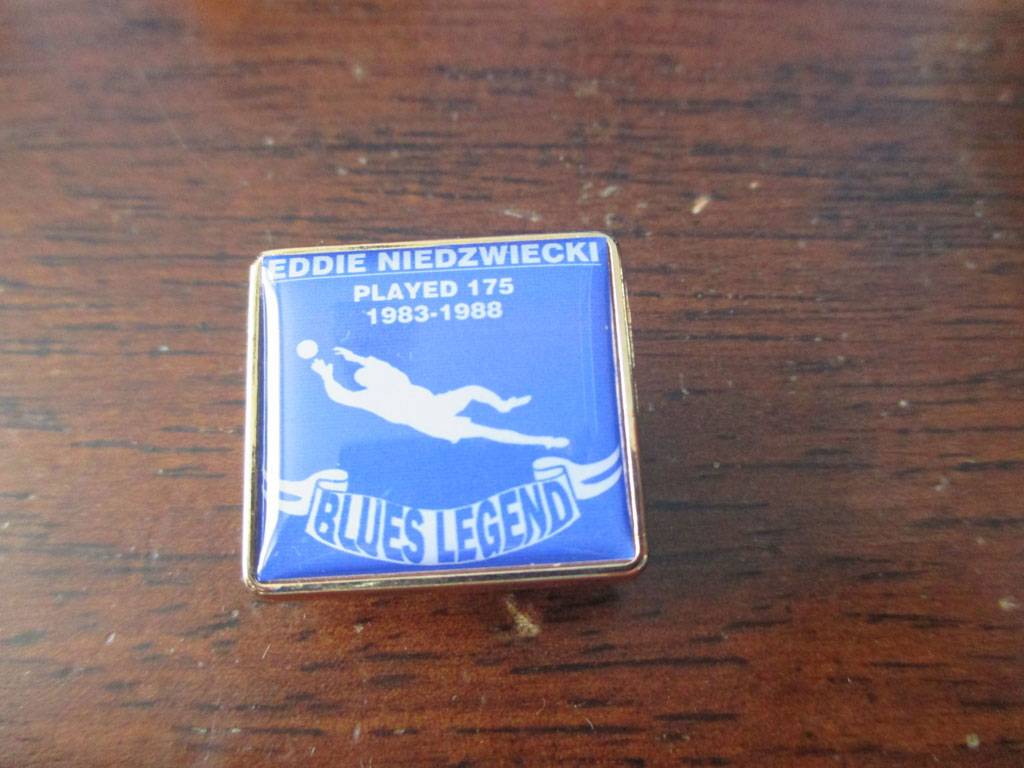 EDDIE NIEDZWIECKI
PLAYED 175
1983-1988
BLUES LEGEND